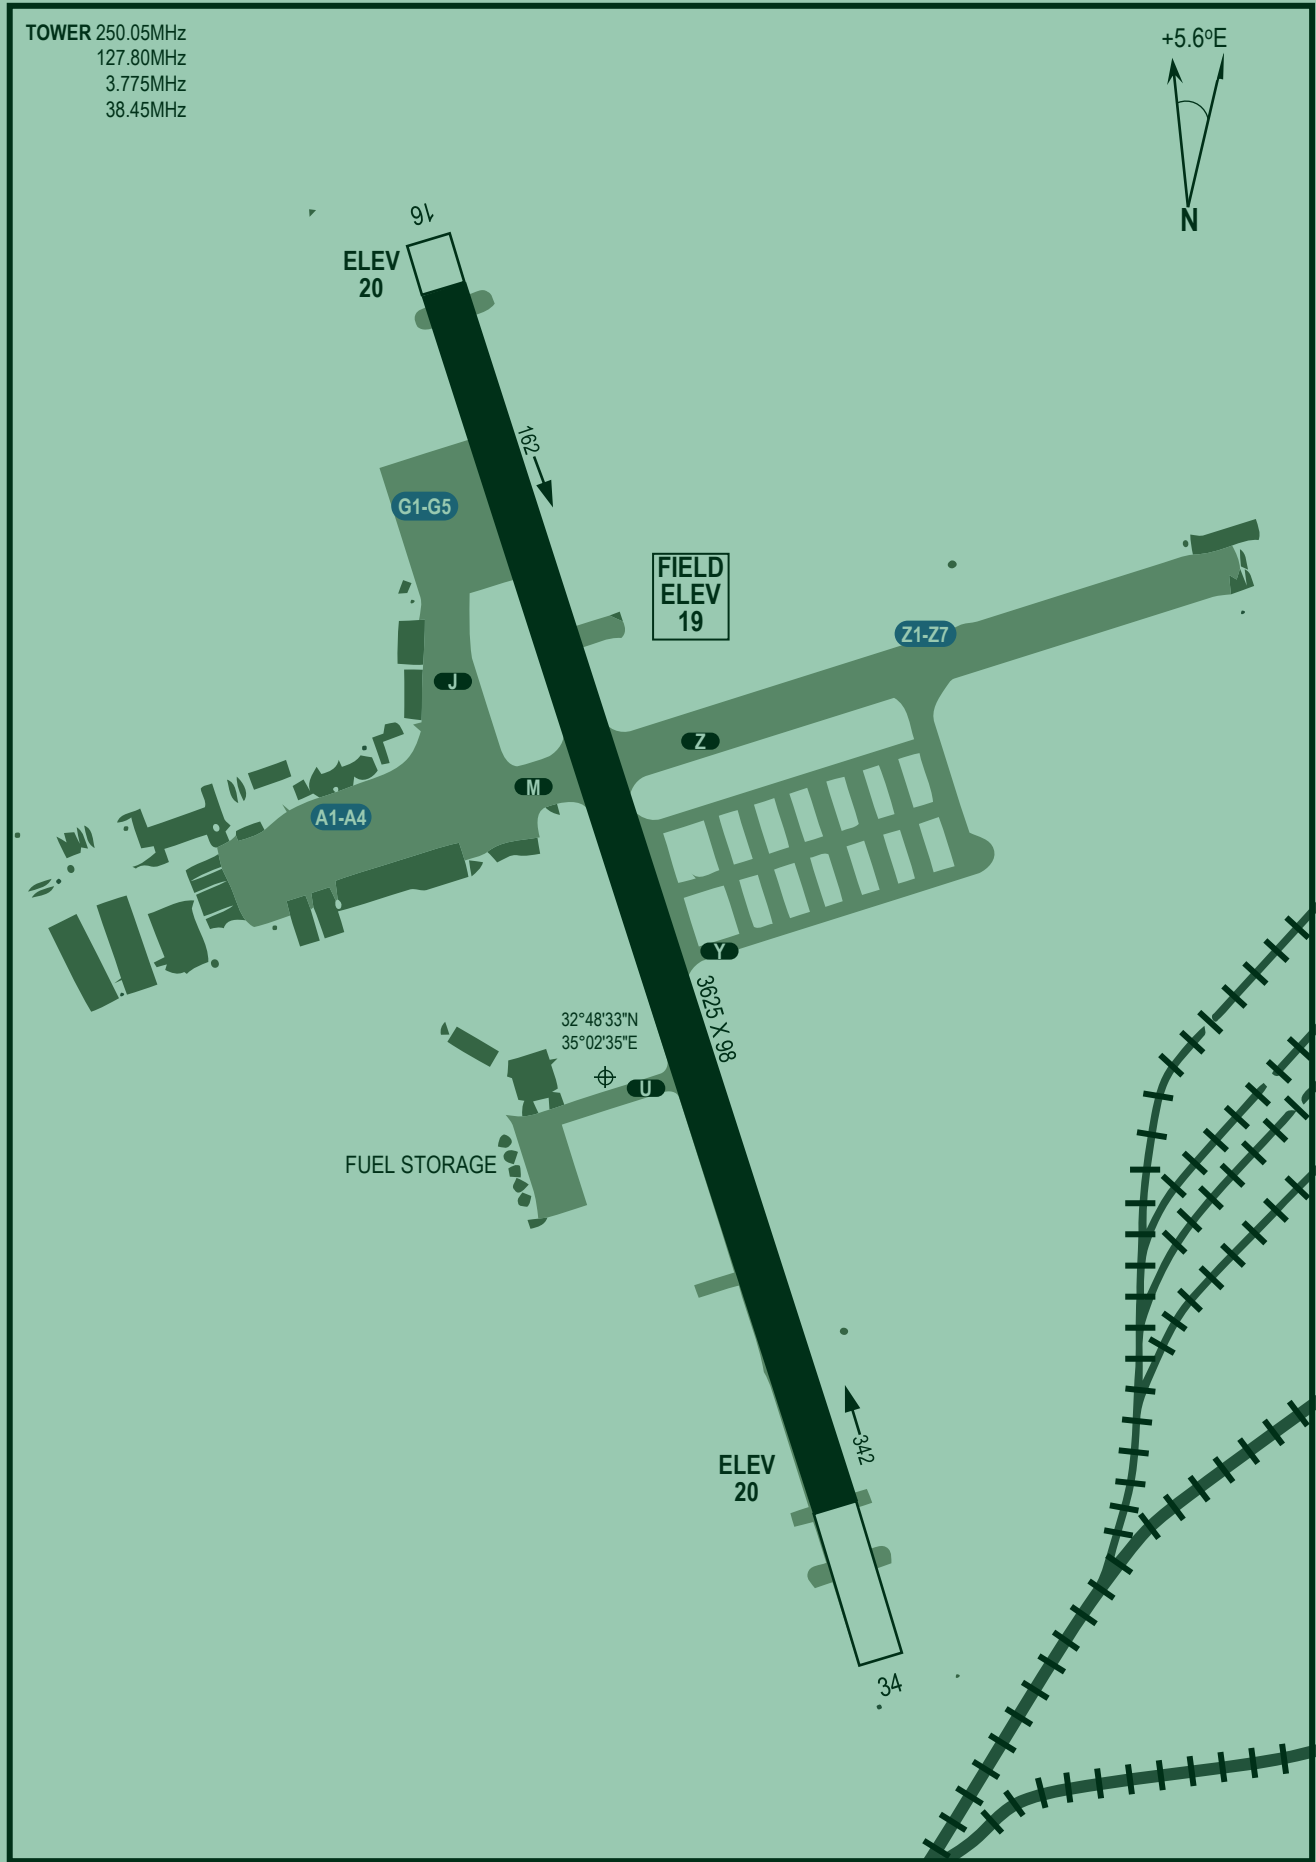 TOWER 250.05MHz
127.80MHz
3.775MHz
38.45MHz
+5.6ºE
N
16
ELEV
20
162
G1-G5
FIELD
ELEV
19
Z1-Z7
J
Z
M
A1-A4
Y
3625 X 98
32°48'33"N
35°02'35"E
U
FUEL STORAGE
342
ELEV
20
34